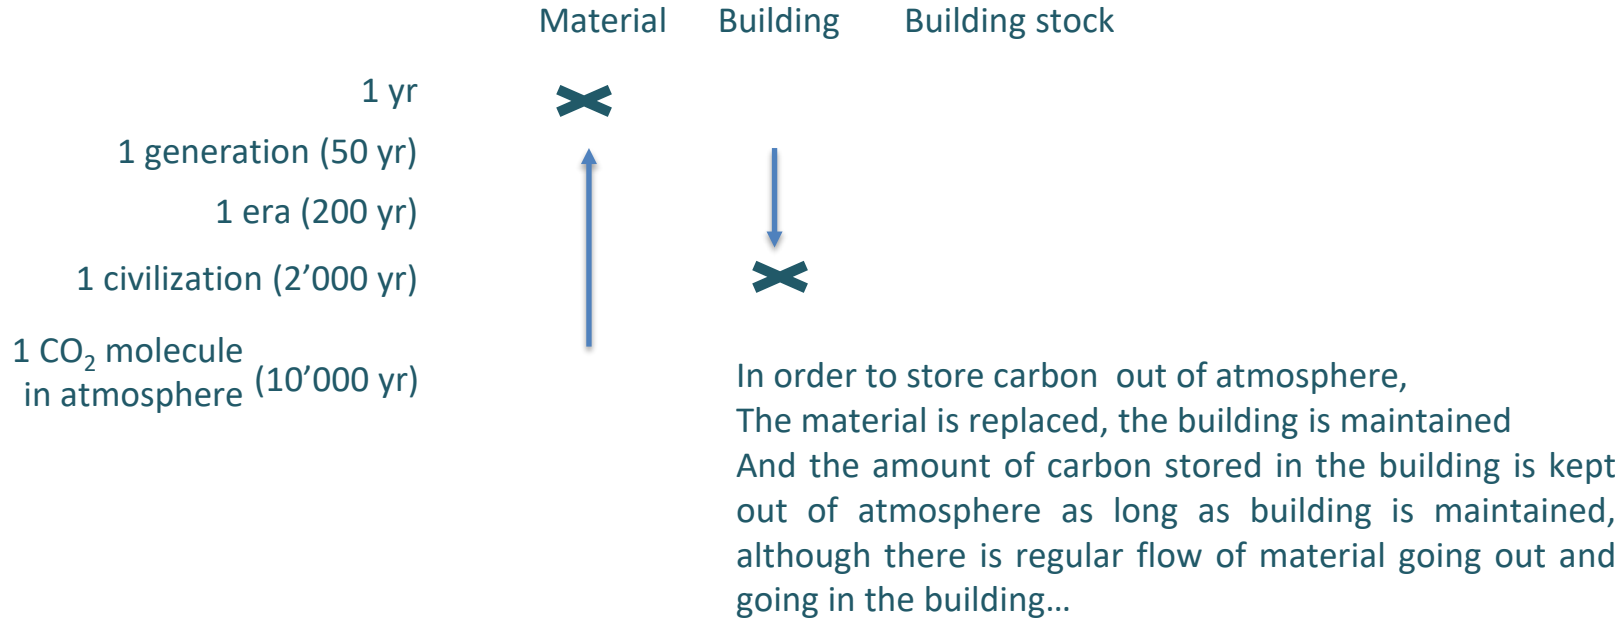 Material Building Building stock
1 yr
1 generation (50 yr)
1 era (200 yr)
1 civilization (2’000 yr)
1 CO₂ molecule
in atmosphere (10’000 yr)
In order to store carbon out of atmosphere,
The material is replaced, the building is maintained
And the amount of carbon stored in the building is kept
out of atmosphere as long as building is maintained,
although there is regular flow of material going out and
going in the building…